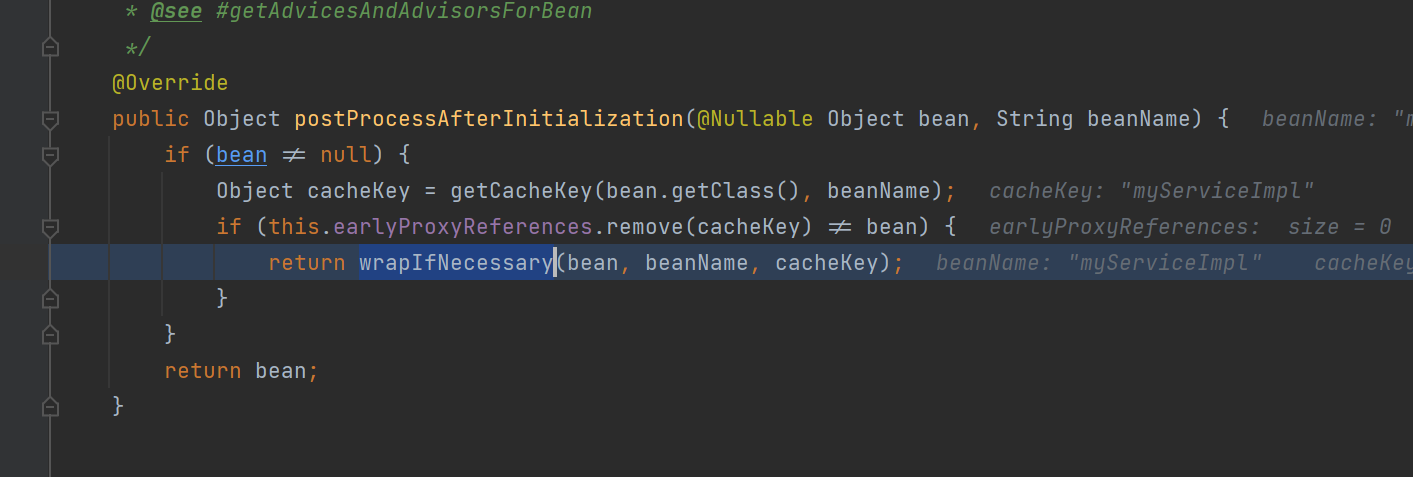 * @see #getAdvicesAndAdvisorsForBean
*/
@Override
public Object postProcessAfterInitialization(@Nullable Object bean, String beanName) {  beanName: "m
if (bean ≠ null) {
Object cacheKey = getCacheKey(bean.getClass(), beanName);  cacheKey: "myServiceImpl"
if (this.earlyProxyReferences.remove(cacheKey) ≠ bean) {  earlyProxyReferences:  size = 0
return wrapIfNecessary(bean, beanName, cacheKey);  beanName: "myServiceImpl"    cacheKey
}
}
return bean;
}